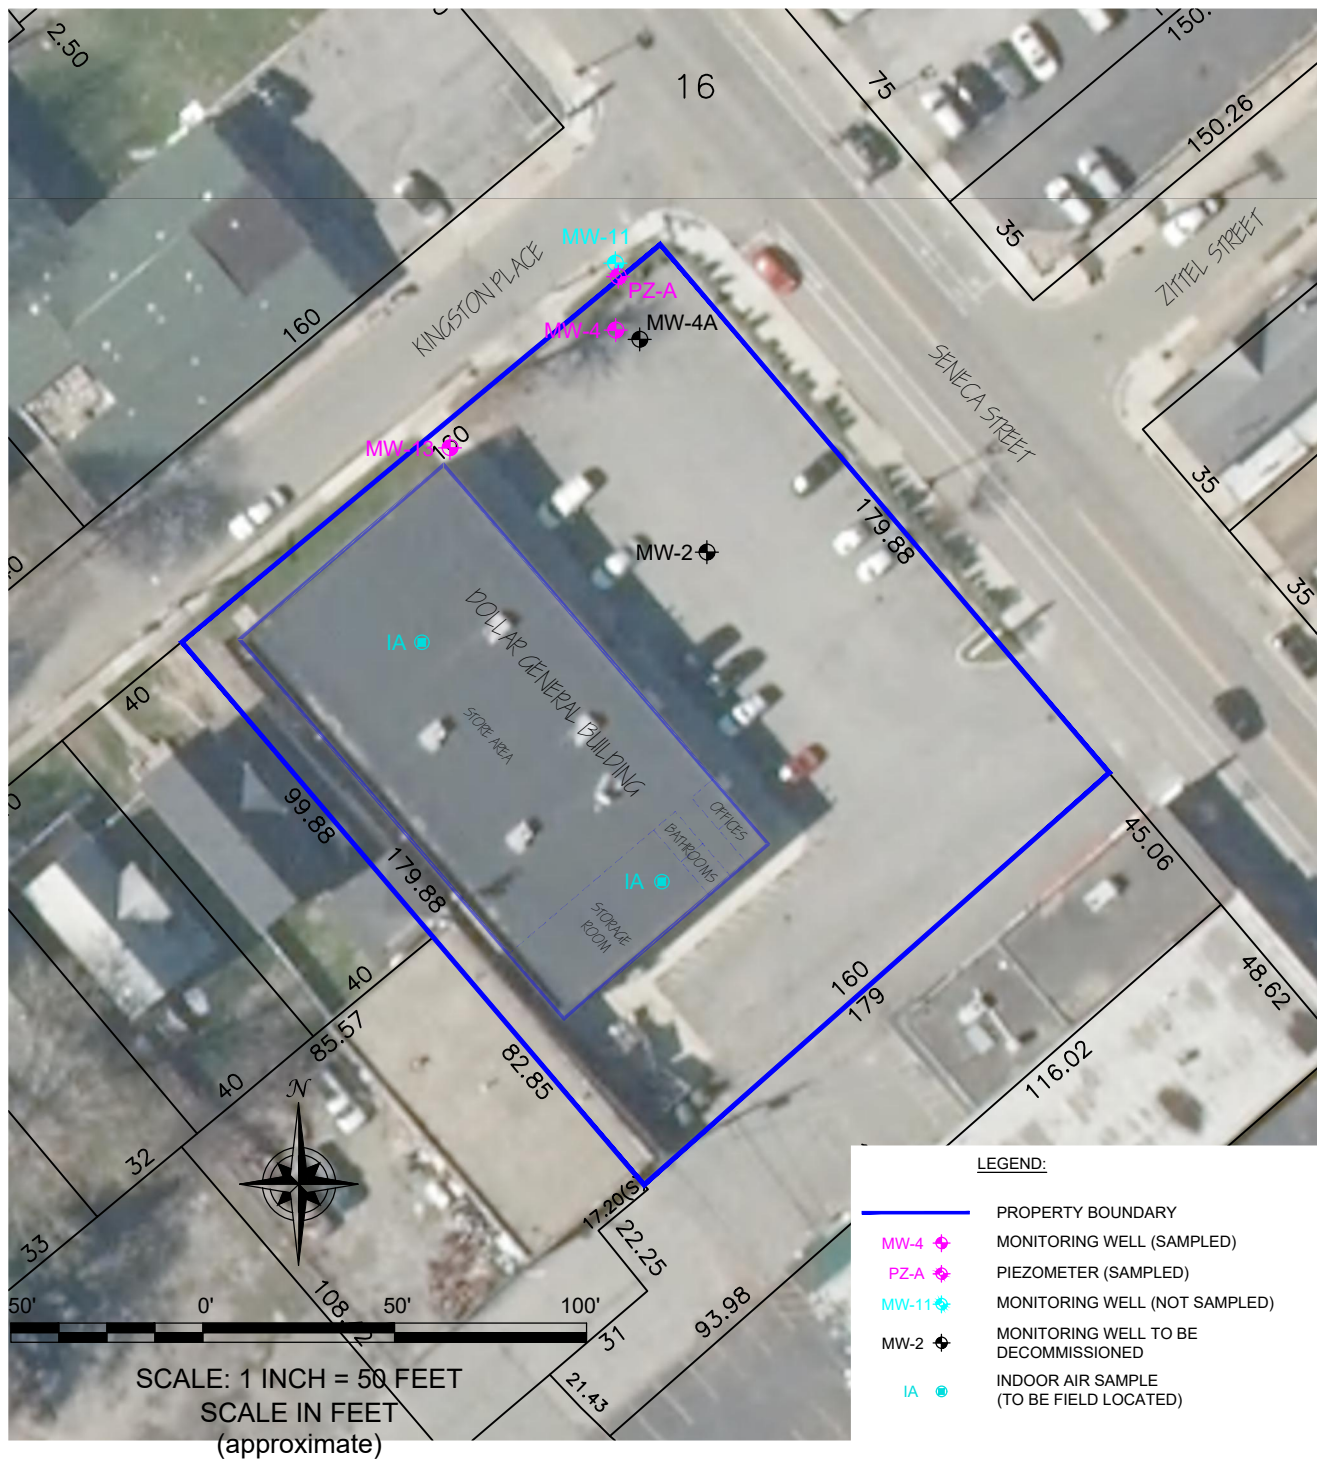 2.50
16
75
150.
150.26
35
ZITTEL STREET
KINGSTON PLACE
160
MW-11
PZ-A
MW-4
MW-4A
SENECA STREET
MW-13
160
35
179.88
MW-2
35
DOLLAR GENERAL BUILDING
IA
STORE AREA
40
99.88
179.88
OFFICES
BATHROOMS
IA
STORAGE
ROOM
45.06
48.62
160
179
40
85.57
40
82.85
116.02
N
32
33
17.20(S)
22.25
108.
31
93.98
21.43
50'
0'
50'
100'
SCALE: 1 INCH = 50 FEET
SCALE IN FEET
(approximate)
LEGEND:
PROPERTY BOUNDARY
MW-4 MONITORING WELL (SAMPLED)
PZ-A PIEZOMETER (SAMPLED)
MW-11 MONITORING WELL (NOT SAMPLED)
MW-2 MONITORING WELL TO BE
DECOMMISSIONED
IA INDOOR AIR SAMPLE
(TO BE FIELD LOCATED)